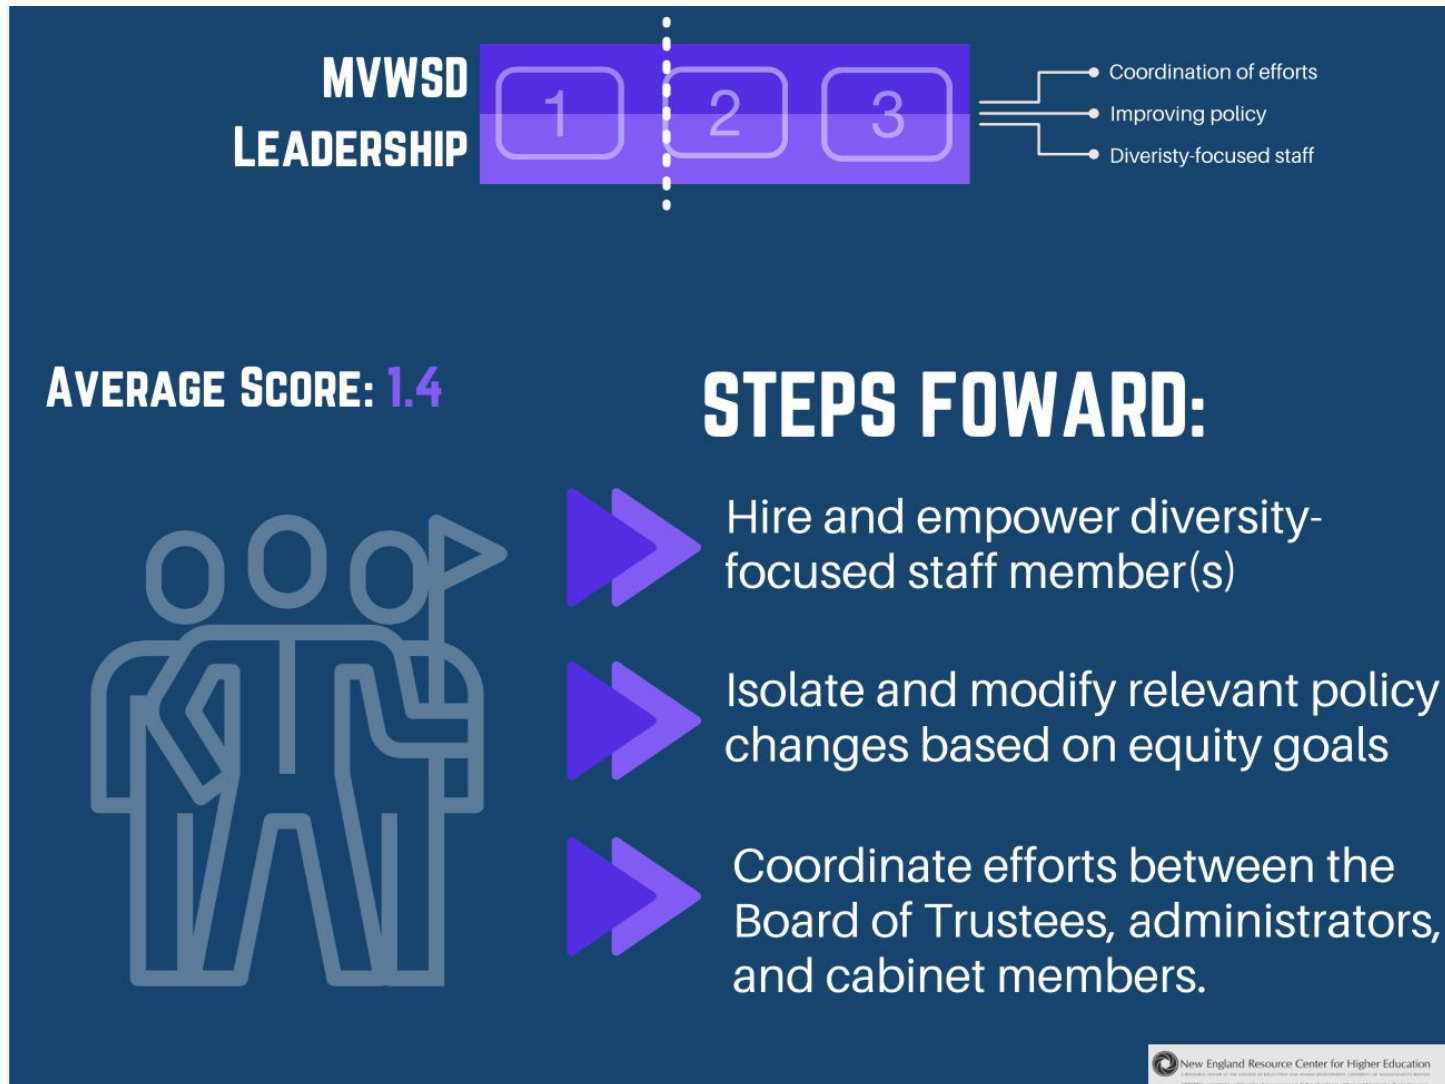 MVWSD
LEADERSHIP
1 2 3
Coordination of efforts
Improving policy
Diveristy-focused staff
AVERAGE SCORE: 1.4
STEPS FOWARD:
Hire and empower diversity-
focused staff member(s)
Isolate and modify relevant policy
changes based on equity goals
Coordinate efforts between the
Board of Trustees, administrators,
and cabinet members.
New England Resource Center for Higher Education